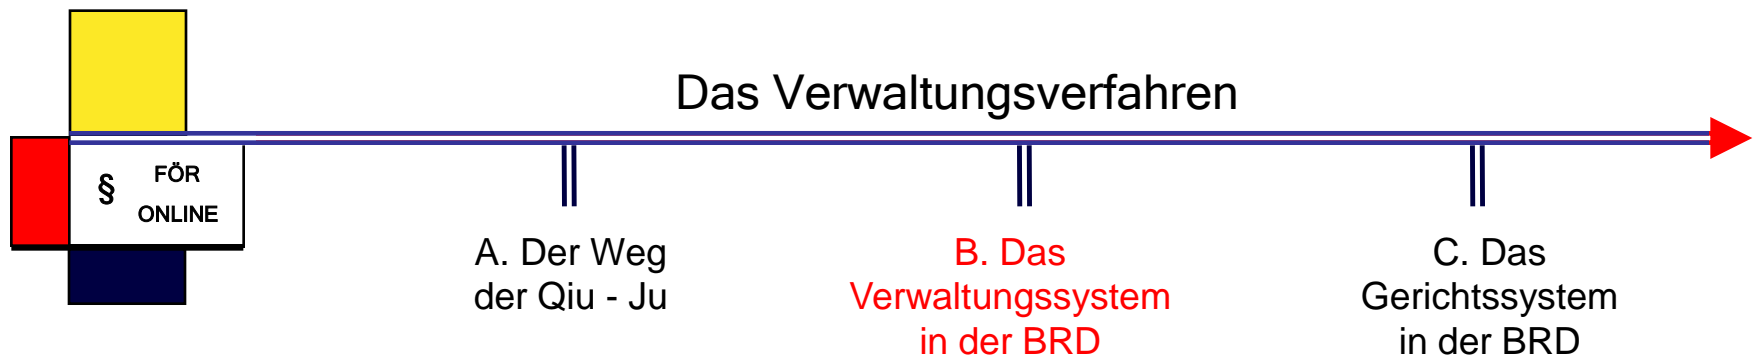 Das Verwaltungsverfahren
§ FÖR
ONLINE
A. Der Weg
der Qiu - Ju
B. Das
Verwaltungssystem
in der BRD
C. Das
Gerichtssystem
in der BRD